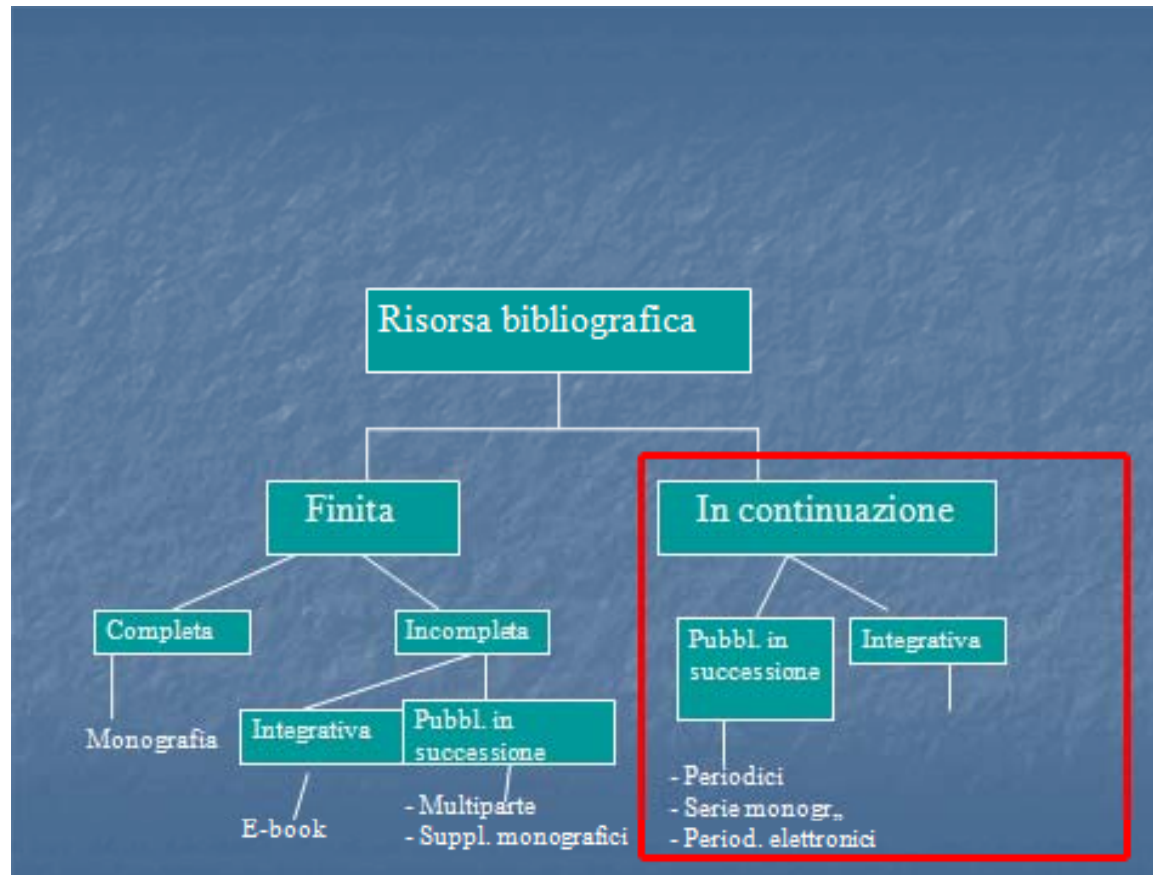 Risorsa bibliografica
Finita
In continuazione
Completa
Incompleta
Pubbl. in
successione
Integrativa
Monografia
Integrativa
Pubbl. in
successione
E-book
- Multiparte
- Suppl. monografici
- Periodici
- Serie monogr,,
- Period. elettronici